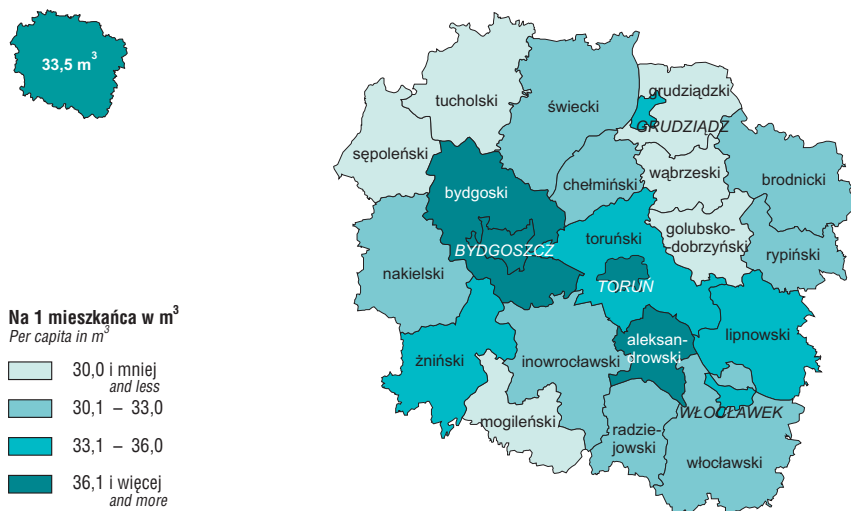 33,5 m³
tucholski
świecki
grudziądzki
GRUDZIĄDZ
sępoleński
bydgoski
chełmiński
wąbrzeski
brodnicki
BYDGOSZCZ
toruński
golubsko-
-dobrzyński
rypiński
nakielski
TORUŃ
Na 1 mieszkańca w m³
Per capita in m³
30,0 i mniej
and less
30,1 – 33,0
33,1 – 36,0
36,1 i więcej
and more
żniński
inowrocławski
aleksan-
drowski
lipnowski
mogileński
radzie-
jowski
WŁOCŁAWEK
włocławski